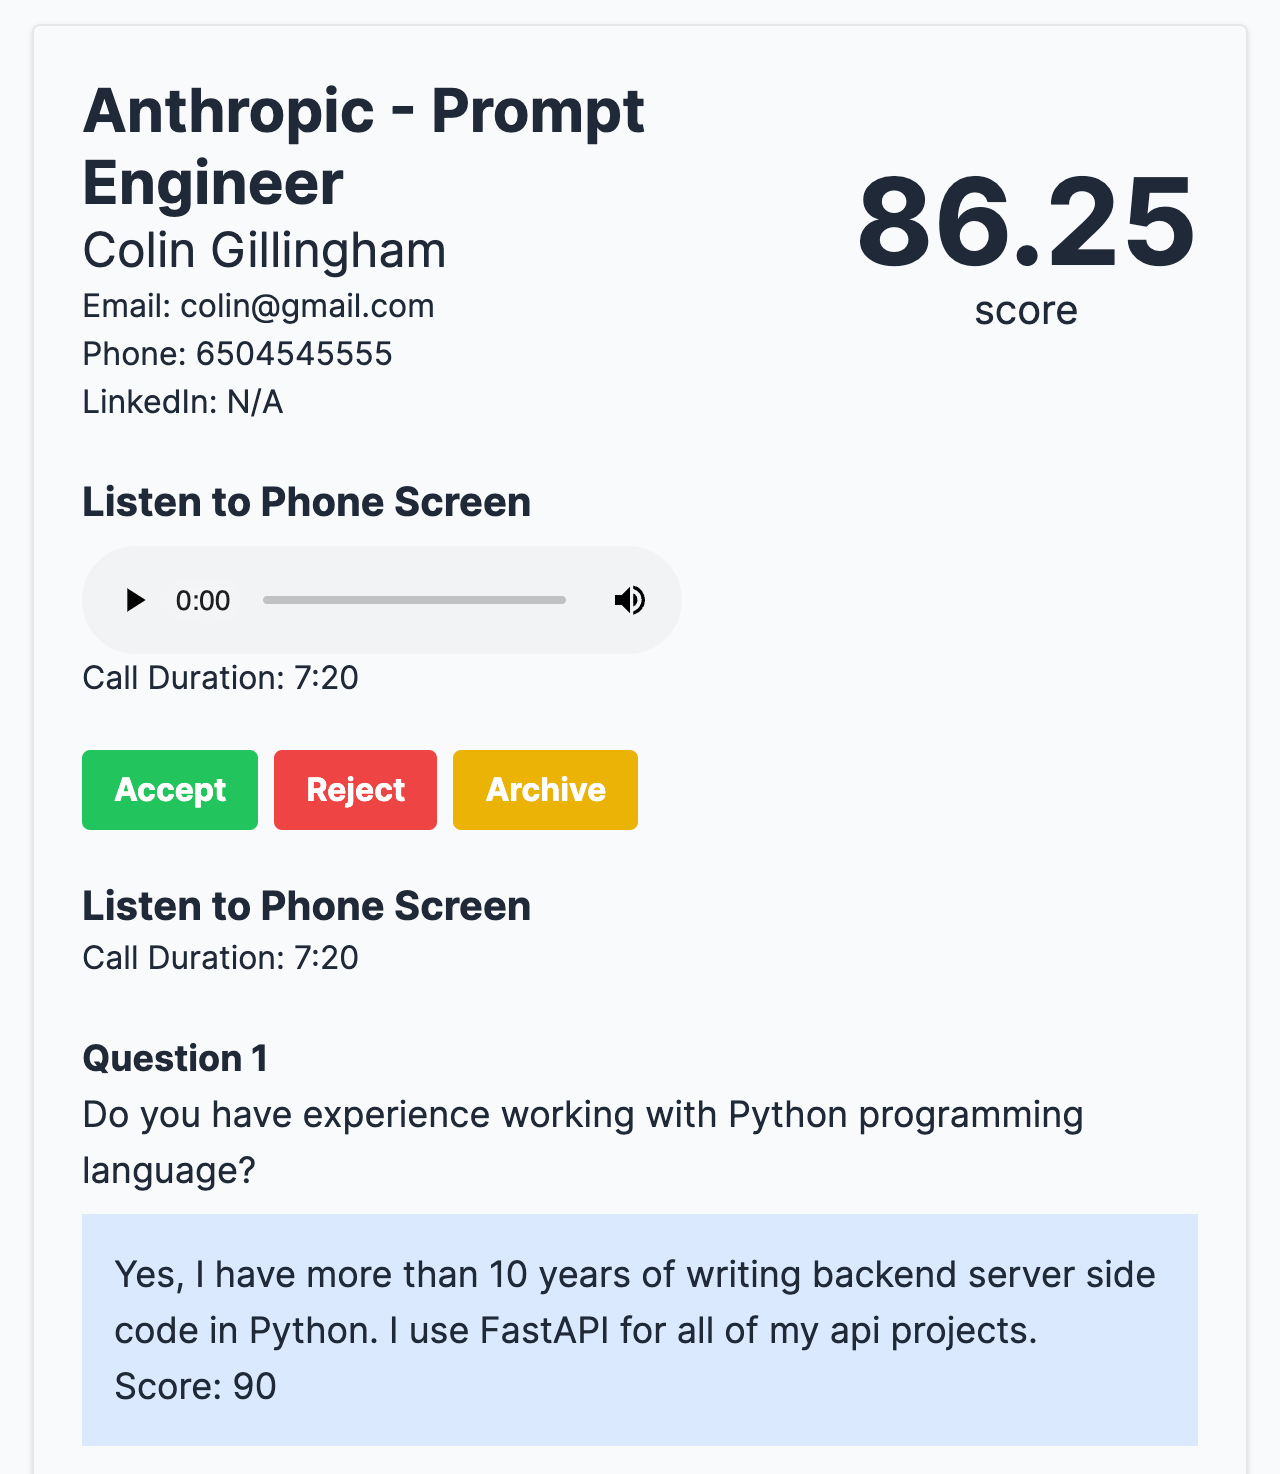 Anthropic - Prompt
Engineer
Colin Gillingham
Email: colin@gmail.com
Phone: 6504545555
LinkedIn: N/A
86.25
score
Listen to Phone Screen
0:00
Call Duration: 7:20
Accept Reject Archive
Listen to Phone Screen
Call Duration: 7:20
Question 1
Do you have experience working with Python programming
language?
Yes, I have more than 10 years of writing backend server side
code in Python. I use FastAPI for all of my api projects.
Score: 90